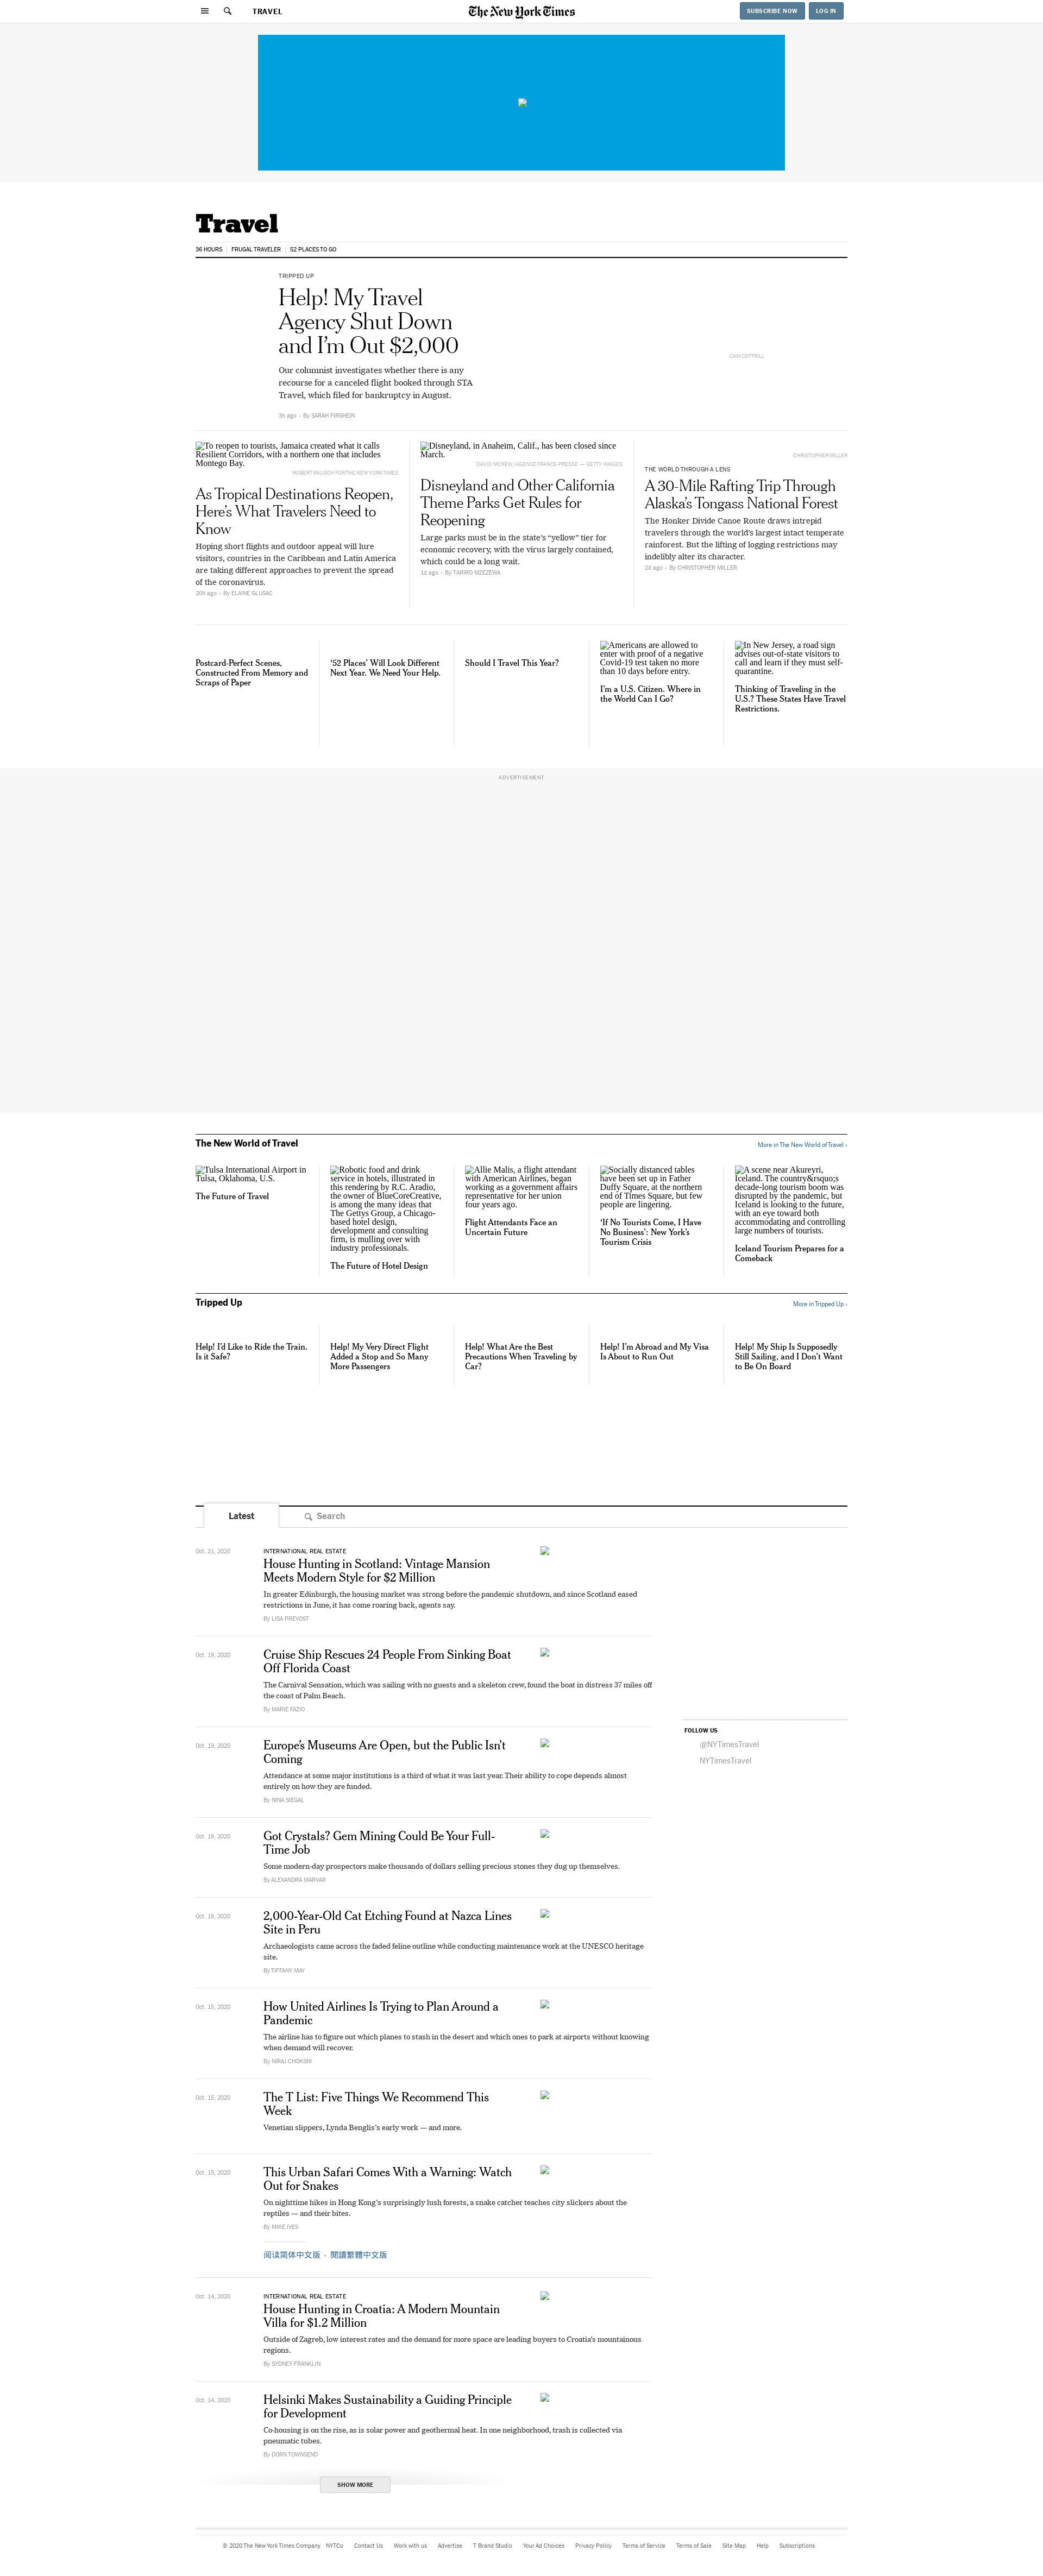 TRAVEL
The New York Times
SUBSCRIBE NOW
LOG IN
Travel
36 HOURS
FRUGAL TRAVELER
52 PLACES TO GO
TRIPPED UP
Help! My Travel
Agency Shut Down
and I’m Out $2,000
Our columnist investigates whether there is any
recourse for a canceled flight booked through STA
Travel, which filed for bankruptcy in August.
3h ago • By SARAH FIRSHEIN
CAM COTTRILL
To reopen to tourists, Jamaica created what it calls
Resilient Corridors, with a northern one that includes
Montego Bay.
ROBERT RAUSCH FOR THE NEW YORK TIMES
As Tropical Destinations Reopen,
Here’s What Travelers Need to
Know
Hoping short flights and outdoor appeal will lure
visitors, countries in the Caribbean and Latin America
are taking different approaches to prevent the spread
of the coronavirus.
20h ago • By ELAINE GLUSAC
Disneyland, in Anaheim, Calif., has been closed since
March.
DAVID MCNEW/AGENCE FRANCE-PRESSE — GETTY IMAGES
Disneyland and Other California
Theme Parks Get Rules for
Reopening
Large parks must be in the state’s “yellow” tier for
economic recovery, with the virus largely contained,
which could be a long wait.
1d ago • By TARIRO MZEZEWA
CHRISTOPHER MILLER
THE WORLD THROUGH A LENS
A 30-Mile Rafting Trip Through
Alaska’s Tongass National Forest
The Honker Divide Canoe Route draws intrepid
travelers through the world’s largest intact temperate
rainforest. But the lifting of logging restrictions may
indelibly alter its character.
2d ago • By CHRISTOPHER MILLER
Postcard-Perfect Scenes,
Constructed From Memory and
Scraps of Paper
‘52 Places’ Will Look Different
Next Year. We Need Your Help.
Should I Travel This Year?
Americans are allowed to
enter with proof of a negative
Covid-19 test taken no more
than 10 days before entry.
I’m a U.S. Citizen. Where in
the World Can I Go?
In New Jersey, a road sign
advises out-of-state visitors to
call and learn if they must self-
quarantine.
Thinking of Traveling in the
U.S.? These States Have Travel
Restrictions.
ADVERTISEMENT
The New World of Travel
More in The New World of Travel ›
Tulsa International Airport in
Tulsa, Oklahoma, U.S.
The Future of Travel
Robotic food and drink
service in hotels, illustrated in
this rendering by R.C. Aradio,
the owner of BlueCoreCreative,
is among the many ideas that
The Gettys Group, a Chicago-
based hotel design,
development and consulting
firm, is mulling over with
industry professionals.
The Future of Hotel Design
Allie Malis, a flight attendant
with American Airlines, began
working as a government affairs
representative for her union
four years ago.
Flight Attendants Face an
Uncertain Future
Socially distanced tables
have been set up in Father
Duffy Square, at the northern
end of Times Square, but few
people are lingering.
‘If No Tourists Come, I Have
No Business’: New York’s
Tourism Crisis
A scene near Akureyri,
Iceland. The country&rsquo;s
decade-long tourism boom was
disrupted by the pandemic, but
Iceland is looking to the future,
with an eye toward both
accommodating and controlling
large numbers of tourists.
Iceland Tourism Prepares for a
Comeback
Tripped Up
More in Tripped Up ›
Help! I’d Like to Ride the Train.
Is it Safe?
Help! My Very Direct Flight
Added a Stop and So Many
More Passengers
Help! What Are the Best
Precautions When Traveling by
Car?
Help! I’m Abroad and My Visa
Is About to Run Out
Help! My Ship Is Supposedly
Still Sailing, and I Don’t Want
to Be On Board
Latest
Search
Oct. 21, 2020
INTERNATIONAL REAL ESTATE
House Hunting in Scotland: Vintage Mansion
Meets Modern Style for $2 Million
In greater Edinburgh, the housing market was strong before the pandemic shutdown, and since Scotland eased
restrictions in June, it has come roaring back, agents say.
By LISA PREVOST
Oct. 19, 2020
Cruise Ship Rescues 24 People From Sinking Boat
Off Florida Coast
The Carnival Sensation, which was sailing with no guests and a skeleton crew, found the boat in distress 37 miles off
the coast of Palm Beach.
By MARIE FAZIO
FOLLOW US
@NYTimesTravel
NYTimesTravel
Oct. 19, 2020
Europe’s Museums Are Open, but the Public Isn’t
Coming
Attendance at some major institutions is a third of what it was last year. Their ability to cope depends almost
entirely on how they are funded.
By NINA SIEGAL
Oct. 19, 2020
Got Crystals? Gem Mining Could Be Your Full-
Time Job
Some modern-day prospectors make thousands of dollars selling precious stones they dug up themselves.
By ALEXANDRA MARVAR
Oct. 19, 2020
2,000-Year-Old Cat Etching Found at Nazca Lines
Site in Peru
Archaeologists came across the faded feline outline while conducting maintenance work at the UNESCO heritage
site.
By TIFFANY MAY
Oct. 15, 2020
How United Airlines Is Trying to Plan Around a
Pandemic
The airline has to figure out which planes to stash in the desert and which ones to park at airports without knowing
when demand will recover.
By NIRAJ CHOKSHI
Oct. 15, 2020
The T List: Five Things We Recommend This
Week
Venetian slippers, Lynda Benglis’s early work — and more.
Oct. 15, 2020
This Urban Safari Comes With a Warning: Watch
Out for Snakes
On nighttime hikes in Hong Kong’s surprisingly lush forests, a snake catcher teaches city slickers about the
reptiles — and their bites.
By MIKE IVES
阅读简体中文版 • 閱讀繁體中文版
Oct. 14, 2020
INTERNATIONAL REAL ESTATE
House Hunting in Croatia: A Modern Mountain
Villa for $1.2 Million
Outside of Zagreb, low interest rates and the demand for more space are leading buyers to Croatia’s mountainous
regions.
By SYDNEY FRANKLIN
Oct. 14, 2020
Helsinki Makes Sustainability a Guiding Principle
for Development
Co-housing is on the rise, as is solar power and geothermal heat. In one neighborhood, trash is collected via
pneumatic tubes.
By DORN TOWNSEND
SHOW MORE
© 2020 The New York Times Company NYTCo Contact Us Work with us Advertise T Brand Studio Your Ad Choices Privacy Policy Terms of Service Terms of Sale Site Map Help Subscriptions